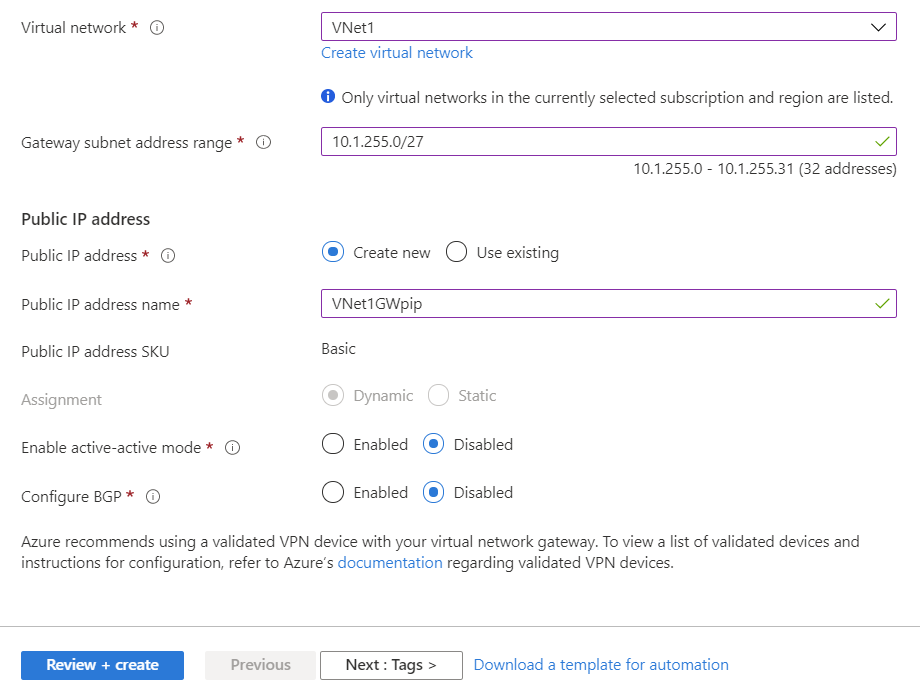 Virtual network *
VNet1
Create virtual network
Only virtual networks in the currently selected subscription and region are listed.
Gateway subnet address range *
10.1.255.0/27
10.1.255.0 - 10.1.255.31 (32 addresses)
Public IP address
Public IP address *
Create new
Use existing
Public IP address name *
VNet1GWpip
Public IP address SKU
Basic
Assignment
Dynamic
Static
Enable active-active mode *
Enabled
Disabled
Configure BGP *
Enabled
Disabled
Azure recommends using a validated VPN device with your virtual network gateway. To view a list of validated devices and
instructions for configuration, refer to Azure's documentation regarding validated VPN devices.
Review + create
Previous
Next : Tags >
Download a template for automation